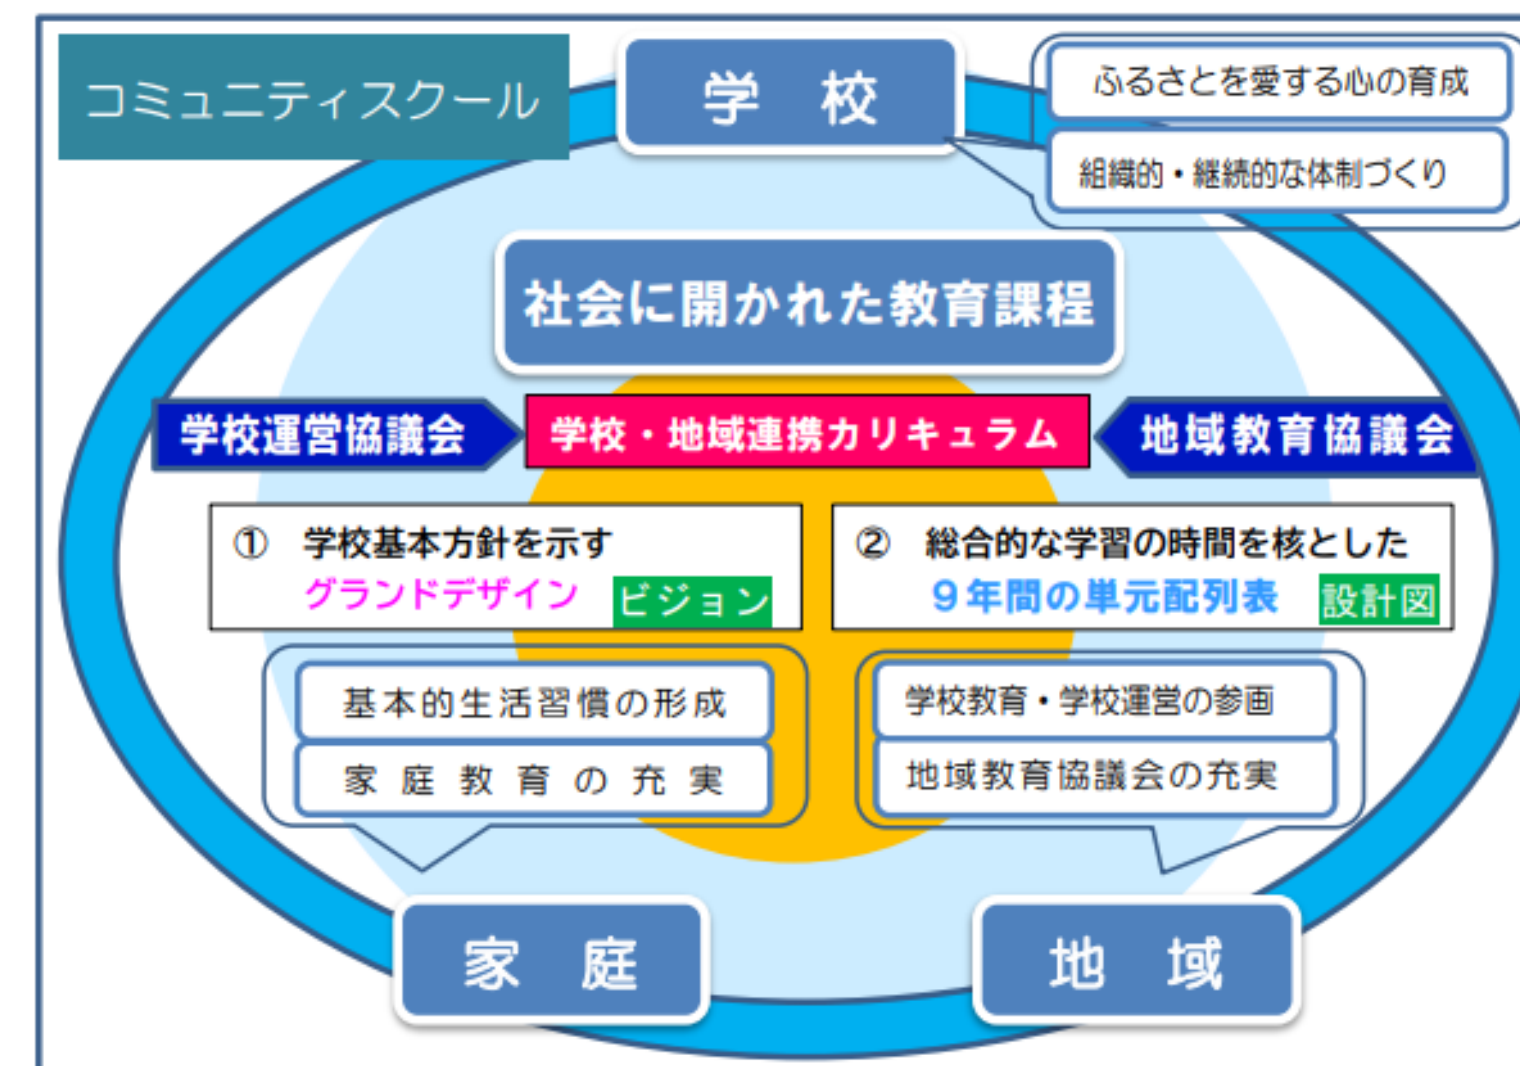 コミュニティスクール
学 校
ふるさとを愛する心の育成
組織的・継続的な体制づくり
社会に開かれた教育課程
学校運営協議会
学校・地域連携カリキュラム
地域教育協議会
① 学校基本方針を示す
グランドデザイン ビジョン
② 総合的な学習の時間を核とした
９年間の単元配列表 設計図
基本的生活習慣の形成
家庭教育の充実
学校教育・学校運営の参画
地域教育協議会の充実
家 庭
地 域